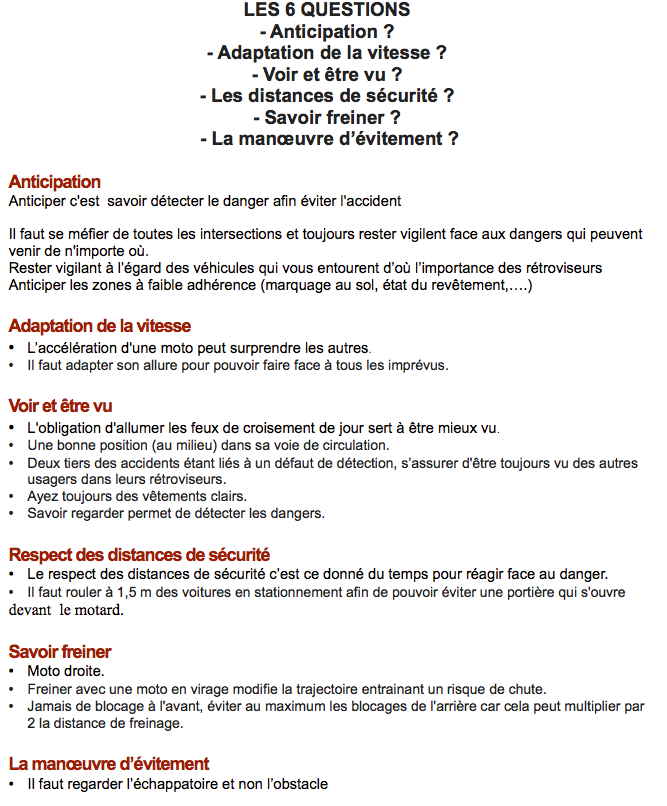 LES 6 QUESTIONS
- Anticipation ?
- Adaptation de la vitesse ?
- Voir et être vu ?
- Les distances de sécurité ?
- Savoir freiner ?
- La manœuvre d’évitement ?
Anticipation
Anticiper c'est  savoir détecter le danger afin éviter l'accident
Il faut se méfier de toutes les intersections et toujours rester vigilent face aux dangers qui peuvent
venir de n'importe où.
Rester vigilant à l’égard des véhicules qui vous entourent d’où l’importance des rétroviseurs
Anticiper les zones à faible adhérence (marquage au sol, état du revêtement,….)
Adaptation de la vitesse
• L’accélération d'une moto peut surprendre les autres.
• Il faut adapter son allure pour pouvoir faire face à tous les imprévus.
Voir et être vu
• L'obligation d'allumer les feux de croisement de jour sert à être mieux vu.
• Une bonne position (au milieu) dans sa voie de circulation.
• Deux tiers des accidents étant liés à un défaut de détection, s’assurer d'être toujours vu des autres
usagers dans leurs rétroviseurs.
• Ayez toujours des vêtements clairs.
• Savoir regarder permet de détecter les dangers.
Respect des distances de sécurité
• Le respect des distances de sécurité c’est ce donné du temps pour réagir face au danger.
• Il faut rouler à 1,5 m des voitures en stationnement afin de pouvoir éviter une portière qui s'ouvre
devant  le motard.
Savoir freiner
• Moto droite.
• Freiner avec une moto en virage modifie la trajectoire entrainant un risque de chute.
• Jamais de blocage à l'avant, éviter au maximum les blocages de l'arrière car cela peut multiplier par
2 la distance de freinage.
La manœuvre d’évitement
• Il faut regarder l’échappatoire et non l’obstacle